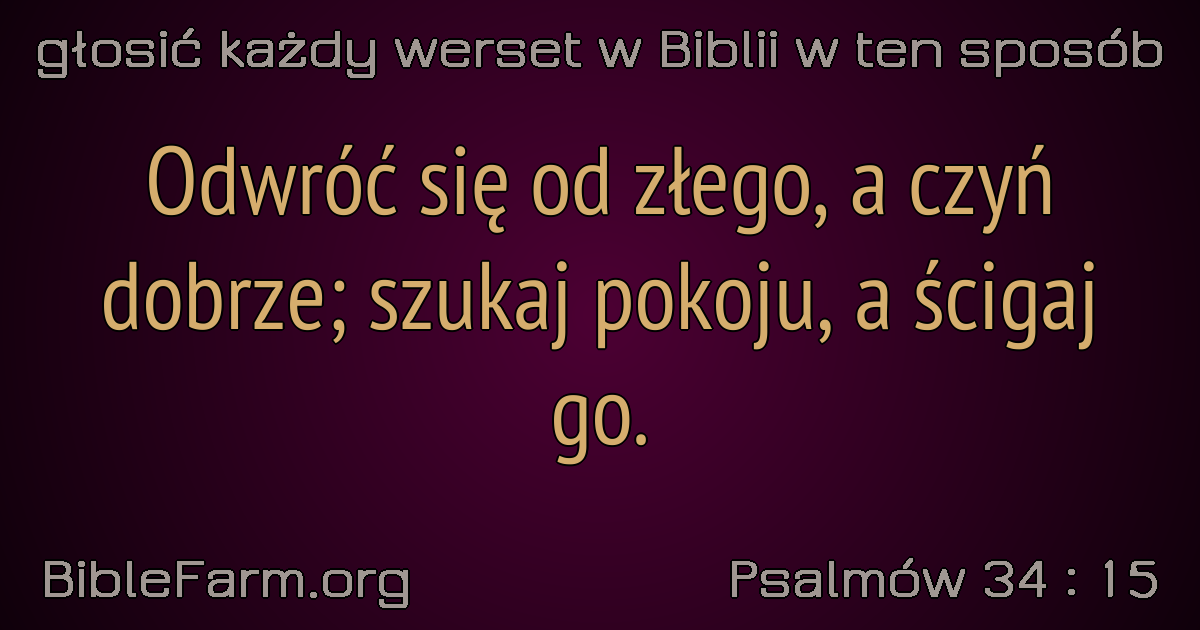 głosić każdy werset w Biblii w ten sposób
Odwróć się od złego, a czyń
dobrze; szukaj pokoju, a ścigaj
go.
BibleFarm.org
Psalmów 34 : 15